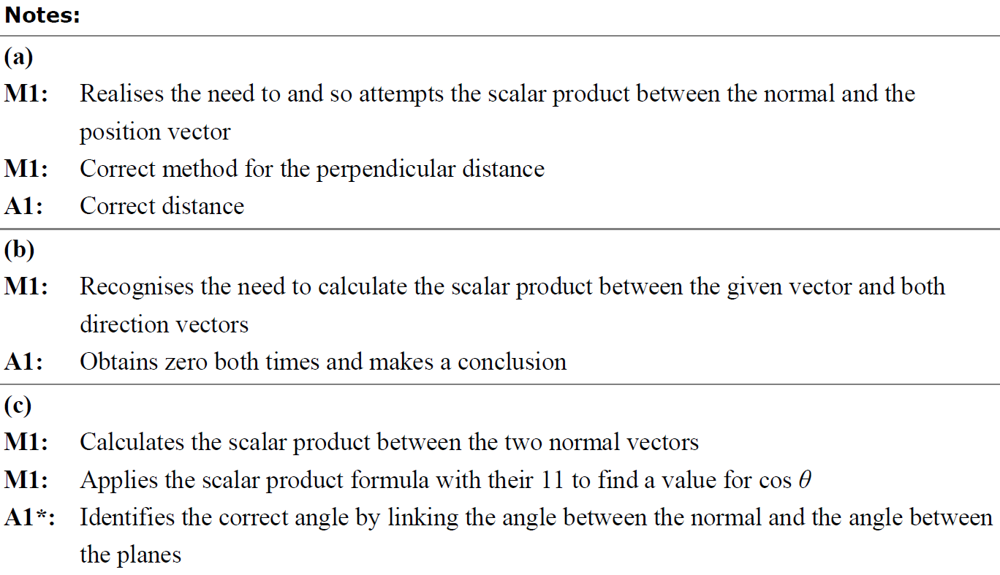 Notes:
(a)
M1: Realises the need to and so attempts the scalar product between the normal and the
position vector
M1: Correct method for the perpendicular distance
A1: Correct distance
(b)
M1: Recognises the need to calculate the scalar product between the given vector and both
direction vectors
A1: Obtains zero both times and makes a conclusion
(c)
M1: Calculates the scalar product between the two normal vectors
M1: Applies the scalar product formula with their 11 to find a value for cos θ
A1*: Identifies the correct angle by linking the angle between the normal and the angle between
the planes